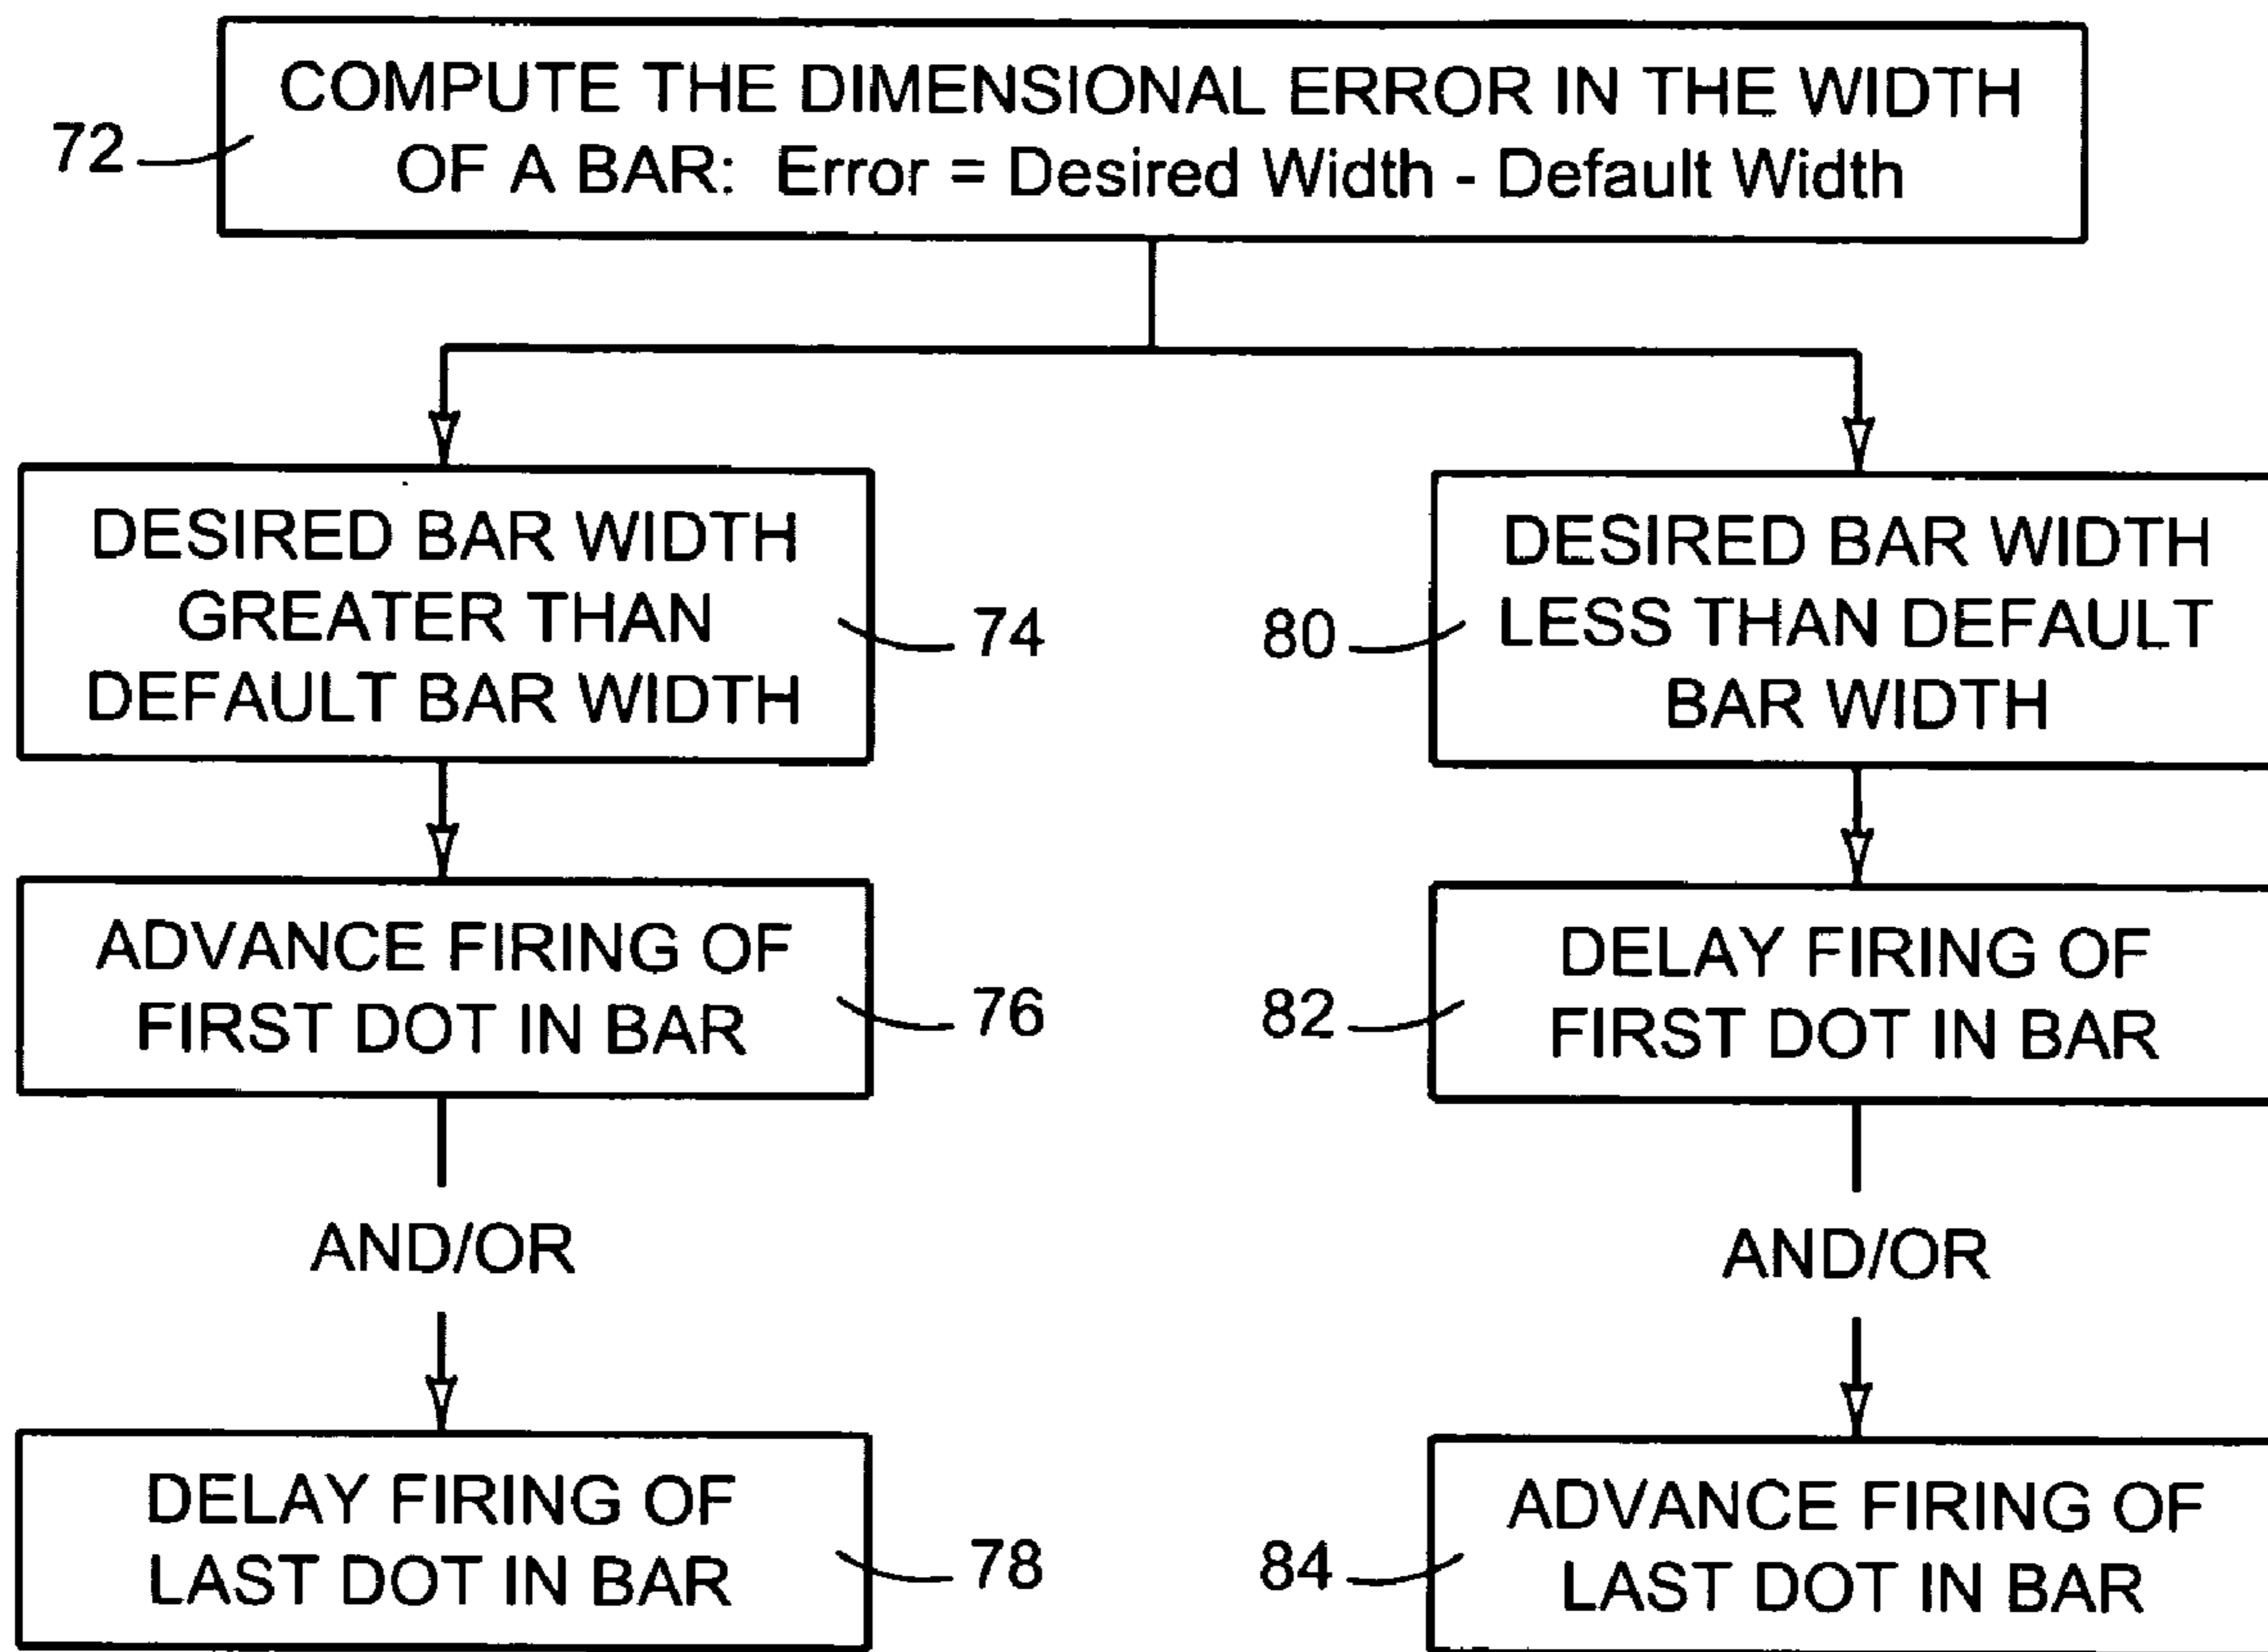 COMPUTE THE DIMENSIONAL ERROR IN THE WIDTH
OF A BAR: Error = Desired Width - Default Width
72
DESIRED BAR WIDTH
GREATER THAN
DEFAULT BAR WIDTH
74
80
DESIRED BAR WIDTH
LESS THAN DEFAULT
BAR WIDTH
ADVANCE FIRING OF
FIRST DOT IN BAR
76
82
DELAY FIRING OF
FIRST DOT IN BAR
AND/OR
AND/OR
DELAY FIRING OF
LAST DOT IN BAR
78
84
ADVANCE FIRING OF
LAST DOT IN BAR